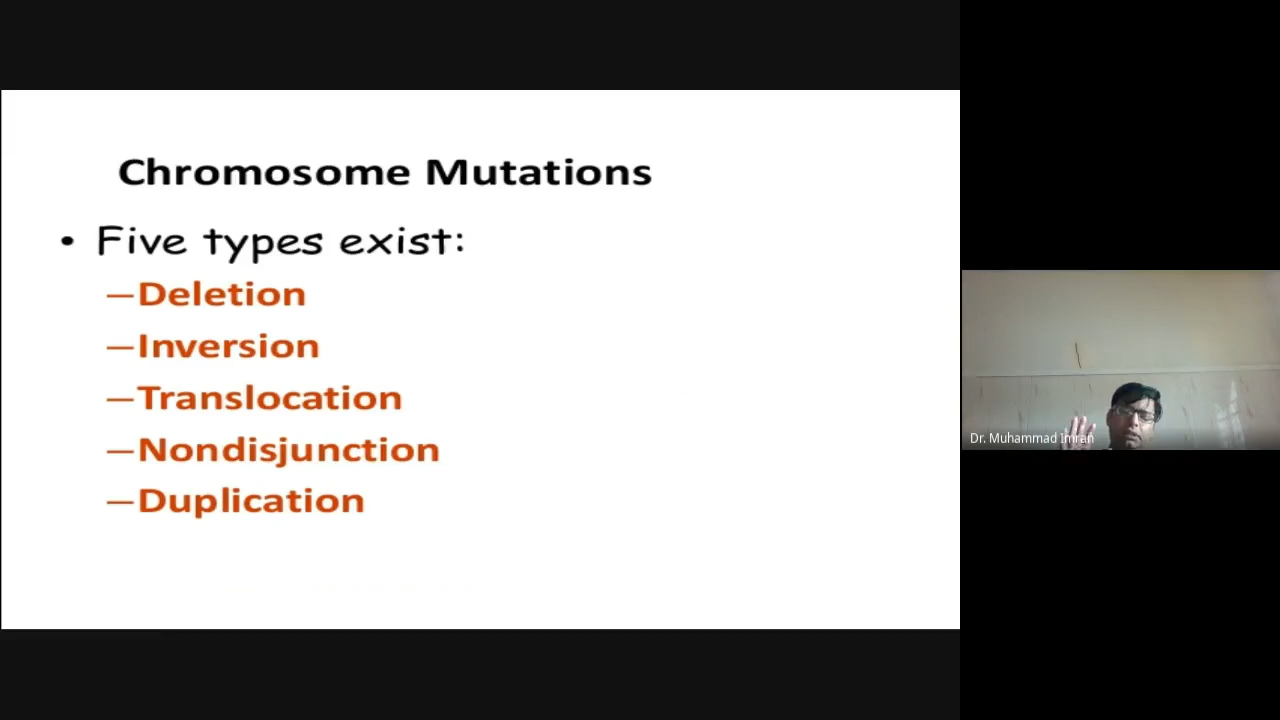 Chromosome Mutations
• Five types exist:
—Deletion
—Inversion
—Translocation
—Nondisjunction
—Duplication
Dr. Muhammad Imran